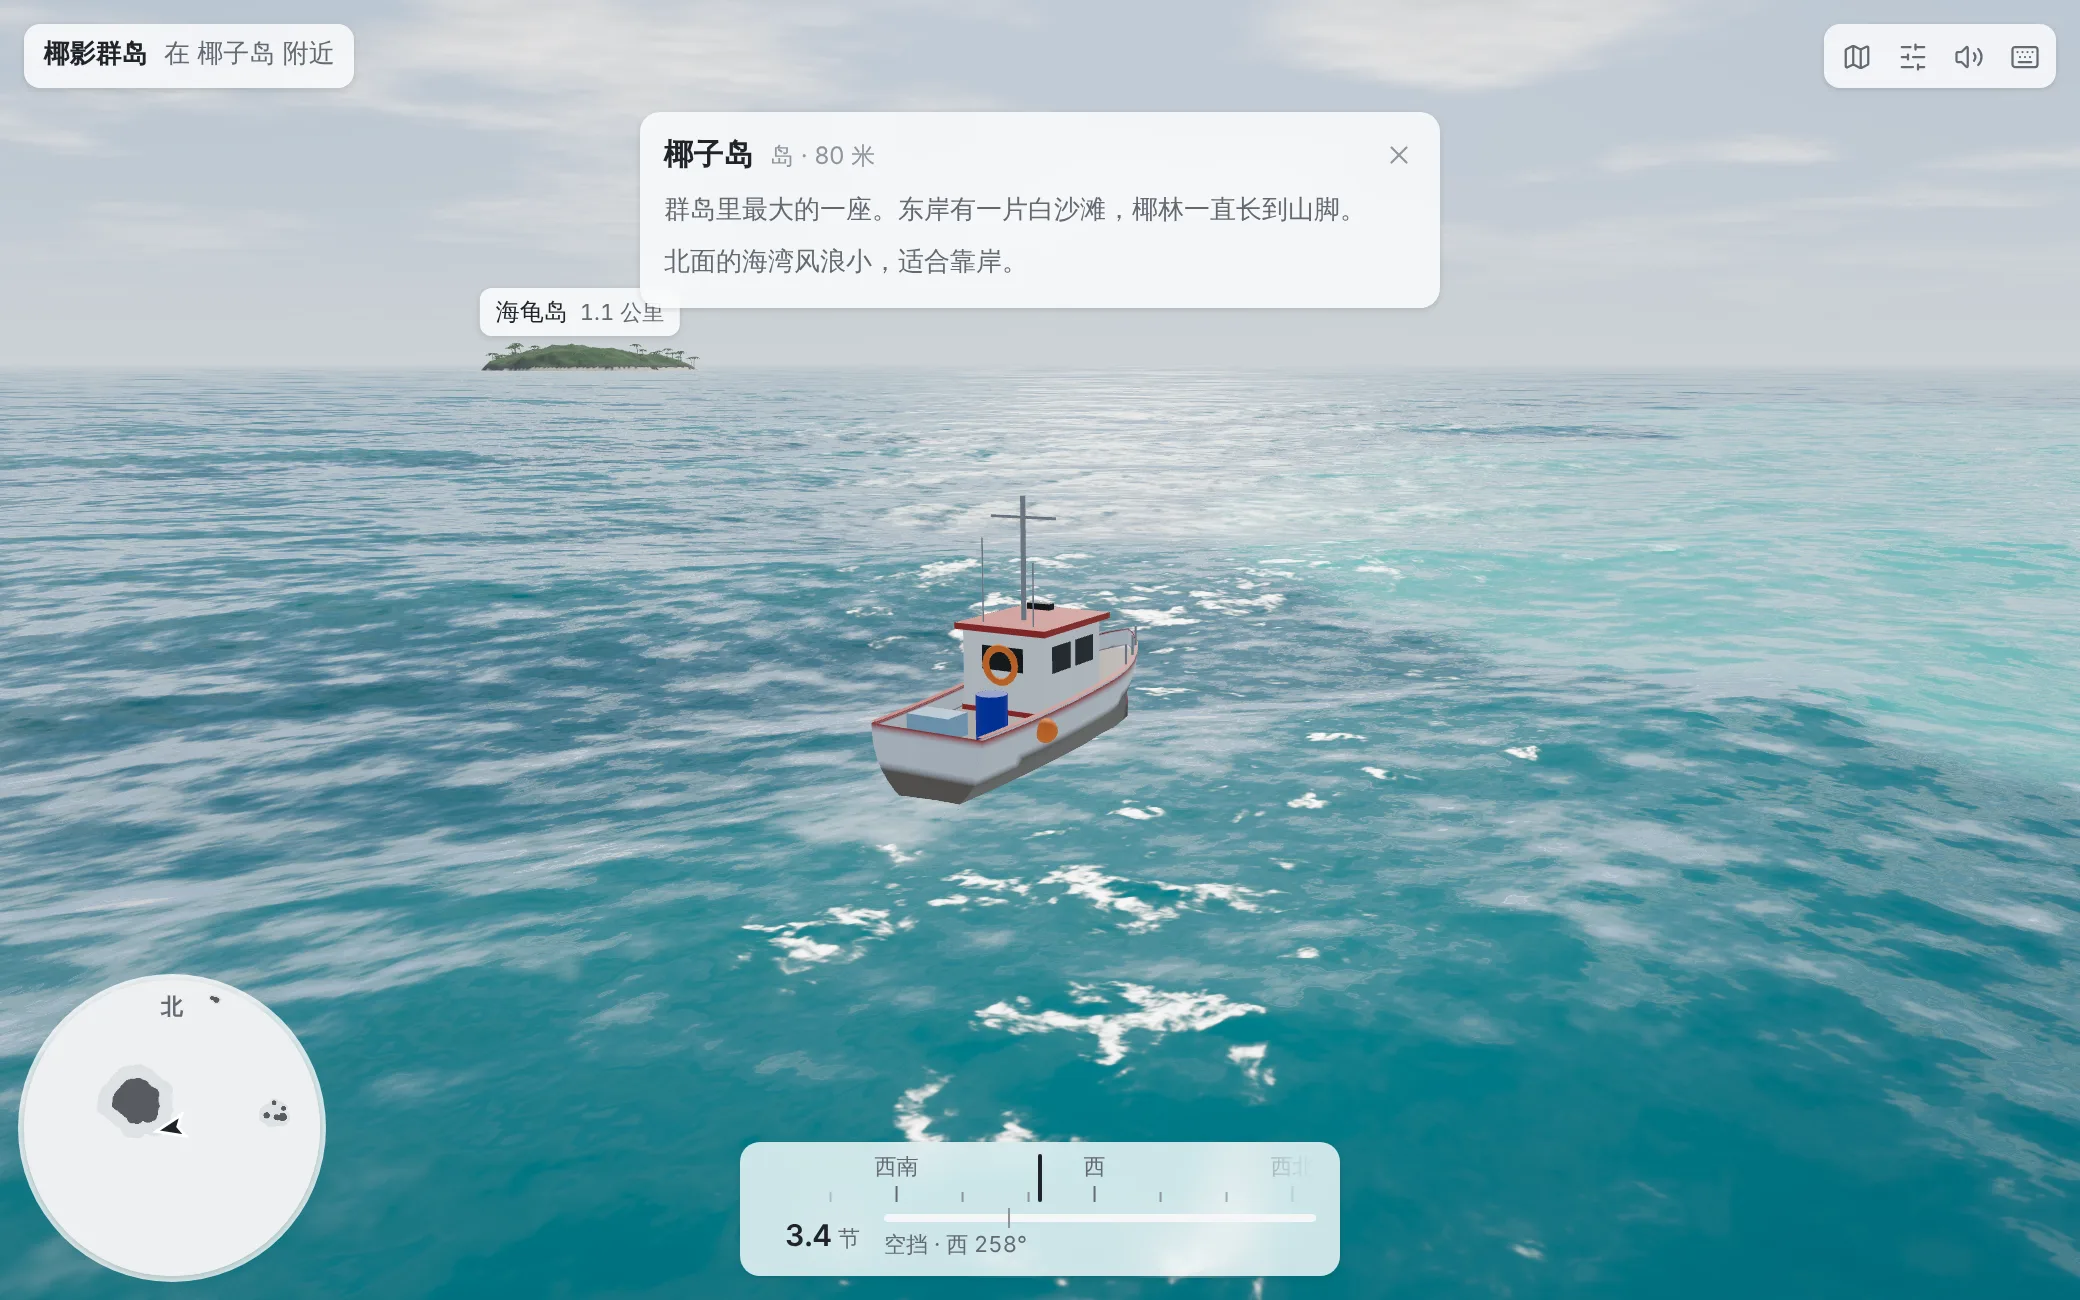 椰影群岛 在 椰子岛 附近
椰子岛 岛 · 80 米
群岛里最大的一座。东岸有一片白沙滩，椰林一直长到山脚。
北面的海湾风浪小，适合靠岸。
海龟岛 1.1 公里
北
西南 西 西北
3.4 节
空挡 · 西 258°